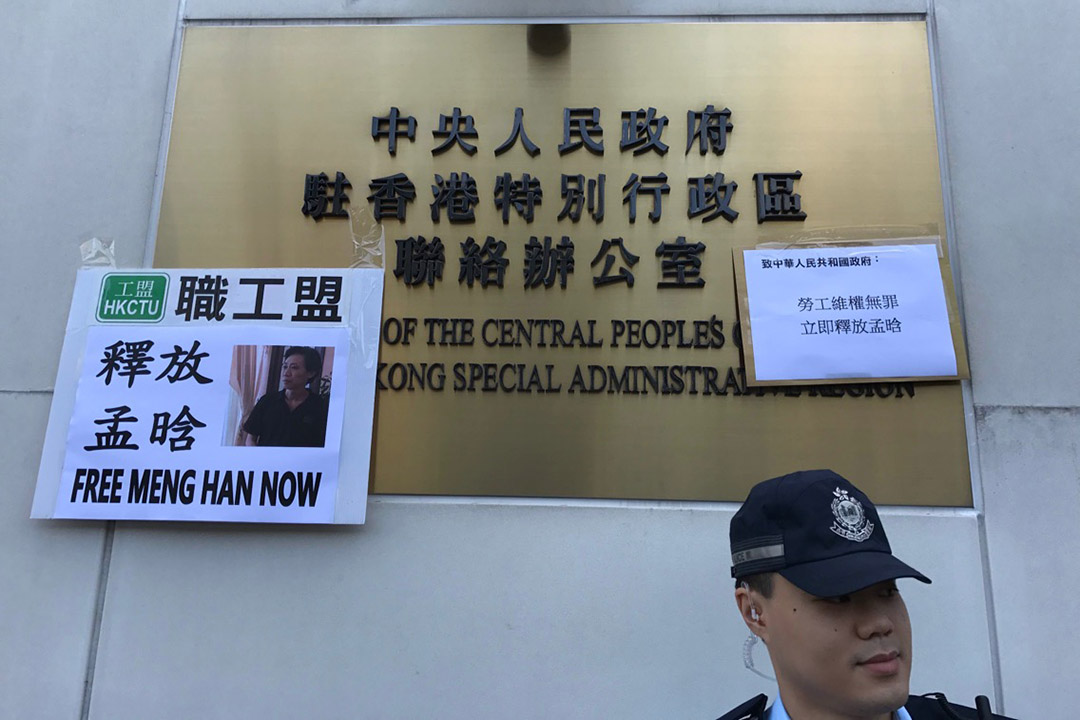 中央人民政府
駐香港特別行政區
聯絡辦公室
OF THE CENTRAL PEOPLE'S
KONG SPECIAL ADMINISTRATIVE REGION
工盟
HKCTU
職工盟
釋放
孟晗
FREE MENG HAN NOW
致中華人民共和國政府：
勞工維權無罪
立即釋放孟晗